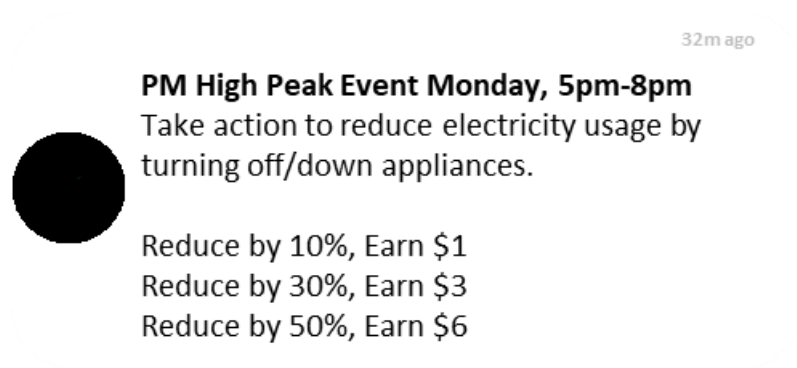 32m ago
PM High Peak Event Monday, 5pm-8pm
Take action to reduce electricity usage by
turning off/down appliances.
Reduce by 10%, Earn $1
Reduce by 30%, Earn $3
Reduce by 50%, Earn $6